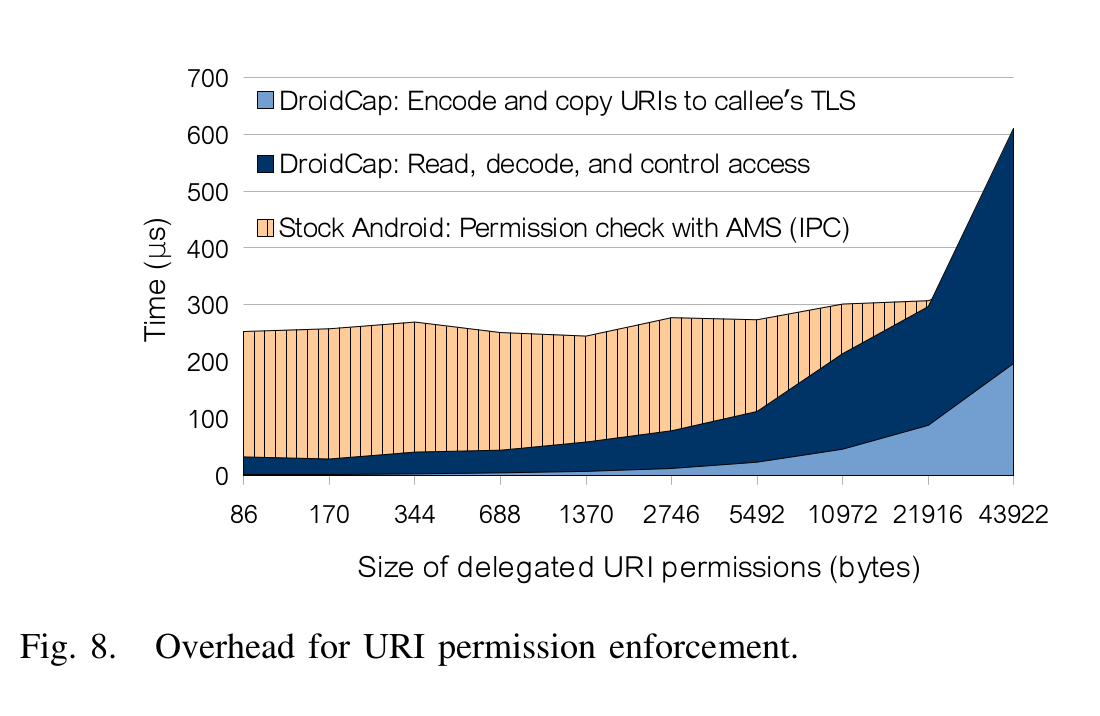 700
DroidCap: Encode and copy URIs to callee's TLS
600
DroidCap: Read, decode, and control access
500
Stock Android: Permission check with AMS (IPC)
400
300
200
100
0
Time (µs)
86 170 344 688 1370 2746 5492 10972 21916 43922
Size of delegated URI permissions (bytes)
Fig. 8. Overhead for URI permission enforcement.